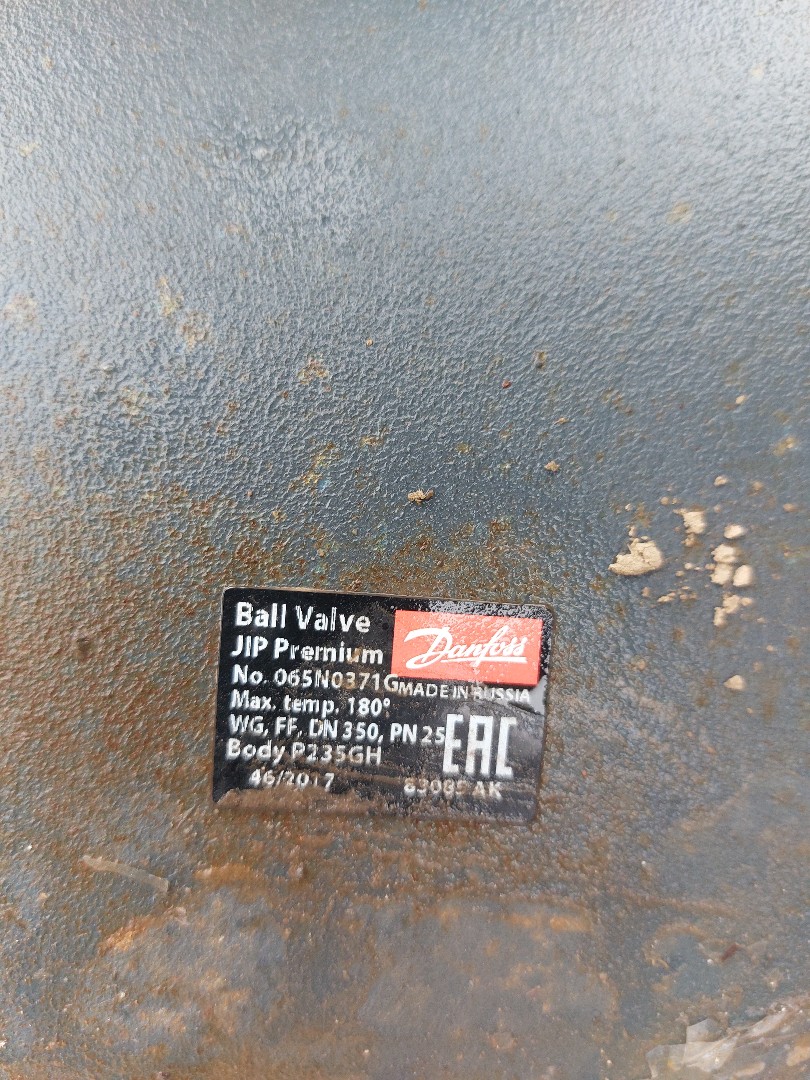 Ball Valve
Danfoss
JIP Premium
No. 065N0371G
MADE IN RUSSIA
Max. temp. 180°
WG, FF, DN 350, PN 25
EAC
Body P235GH
46/2017
AK